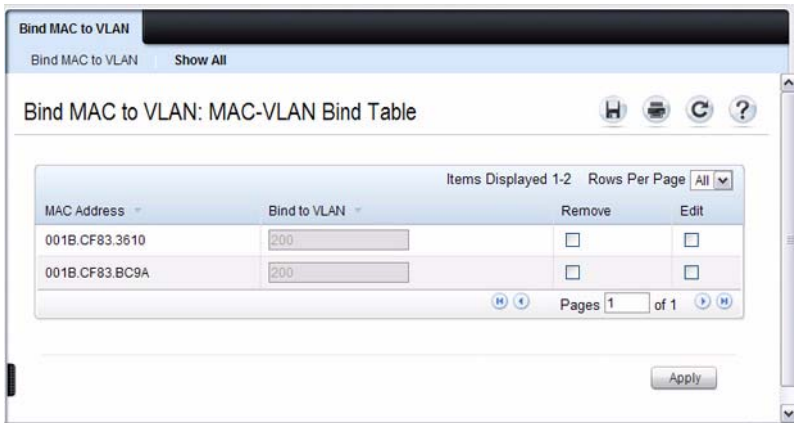 Bind MAC to VLAN
Bind MAC to VLAN Show All
Bind MAC to VLAN: MAC-VLAN Bind Table ?
Items Displayed 1-2 Rows Per Page All
MAC Address Bind to VLAN Remove Edit
001B.CF83.3610 200
001B.CF83.BC9A 200
Pages 1 of 1
Apply